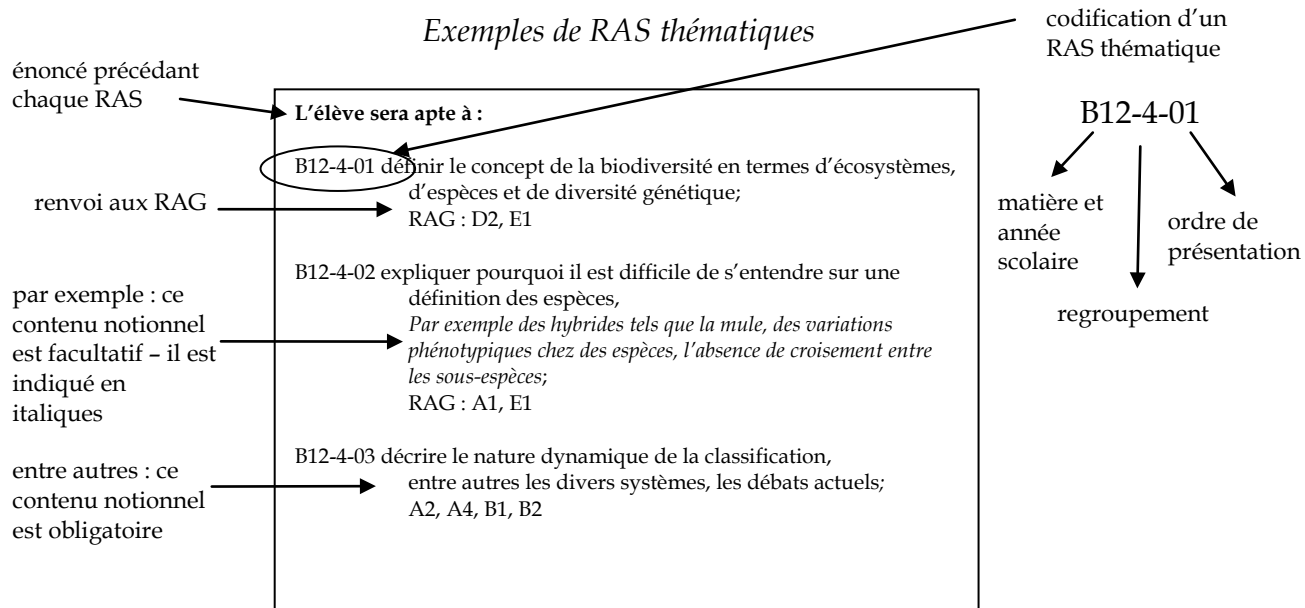 Exemples de RAS thématiques
codification d'un
RAS thématique
B12-4-01
matière et
année
scolaire
ordre de
présentation
regroupement
énoncé précédant
chaque RAS
L'élève sera apte à :
B12-4-01 définir le concept de la biodiversité en termes d'écosystèmes,
d'espèces et de diversité génétique;
RAG : D2, E1
renvoi aux RAG
B12-4-02 expliquer pourquoi il est difficile de s'entendre sur une
définition des espèces,
Par exemple des hybrides tels que la mule, des variations
phénotypiques chez des espèces, l'absence de croisement entre
les sous-espèces;
RAG : A1, E1
par exemple : ce
contenu notionnel
est facultatif – il est
indiqué en
italiques
B12-4-03 décrire le nature dynamique de la classification,
entre autres les divers systèmes, les débats actuels;
A2, A4, B1, B2
entre autres : ce
contenu notionnel
est obligatoire